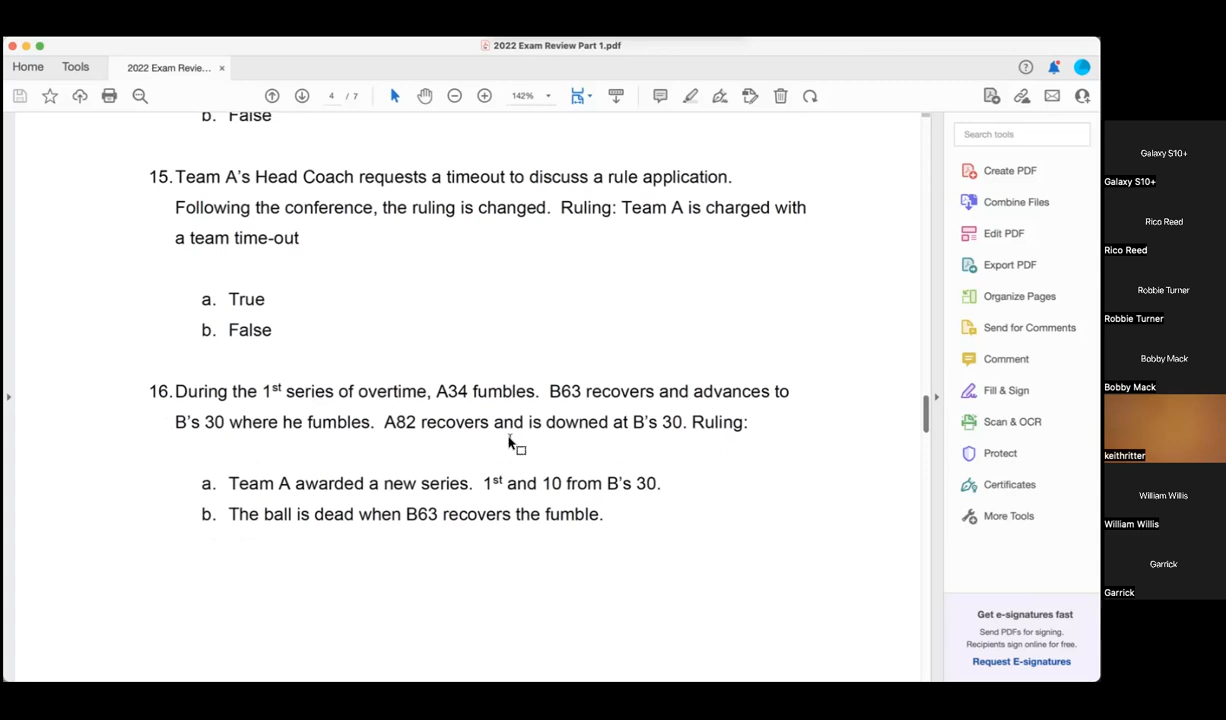 2022 Exam Review Part 1.pdf
Home Tools 2022 Exam Revie... ×
4 / 7 142%
b. False
15. Team A's Head Coach requests a timeout to discuss a rule application.
Following the conference, the ruling is changed. Ruling: Team A is charged with
a team time-out
a. True
b. False
16. During the 1st series of overtime, A34 fumbles. B63 recovers and advances to
B's 30 where he fumbles. A82 recovers and is downed at B's 30. Ruling:
a. Team A awarded a new series. 1st and 10 from B's 30.
b. The ball is dead when B63 recovers the fumble.
Search tools
Create PDF
Combine Files
Edit PDF
Export PDF
Organize Pages
Send for Comments
Comment
Fill & Sign
Scan & OCR
Protect
Certificates
More Tools
Get e-signatures fast
Send PDFs for signing.
Recipients sign online for free.
Request E-signatures
Galaxy S10+
Galaxy S10+
Rico Reed
Rico Reed
Robbie Turner
Robbie Turner
Bobby Mack
Bobby Mack
keithritter
William Willis
William Willis
Garrick
Garrick